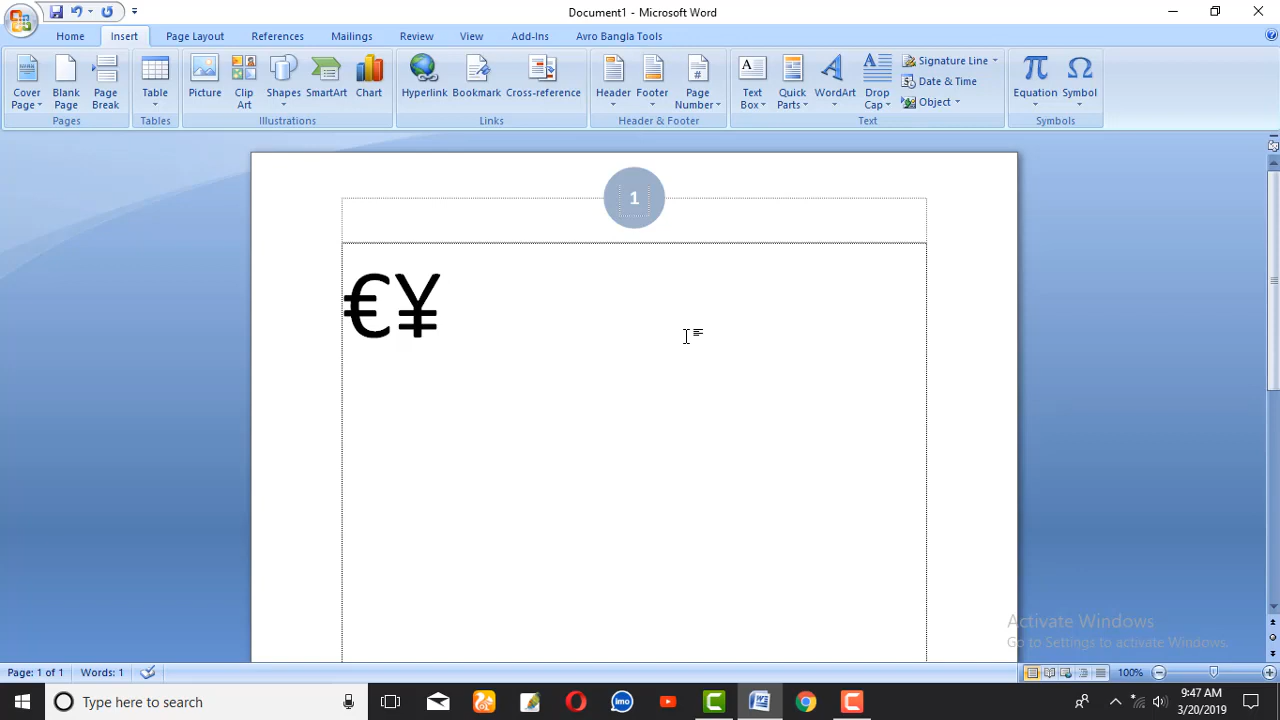 Document1 - Microsoft Word
Home Insert Page Layout References Mailings Review View Add-Ins Avro Bangla Tools
Cover Page Blank Page Page Break Table Picture Clip Art Shapes SmartArt Chart Hyperlink Bookmark Cross-reference Header Footer Page Number Text Box Quick Parts WordArt Drop Cap Signature Line Date & Time Object Equation Symbol
Pages Tables Illustrations Links Header & Footer Text Symbols
1
€¥
Activate Windows
Go to Settings to activate Windows.
Page: 1 of 1 Words: 1 100%
Type here to search imo 9:47 AM
3/20/2019